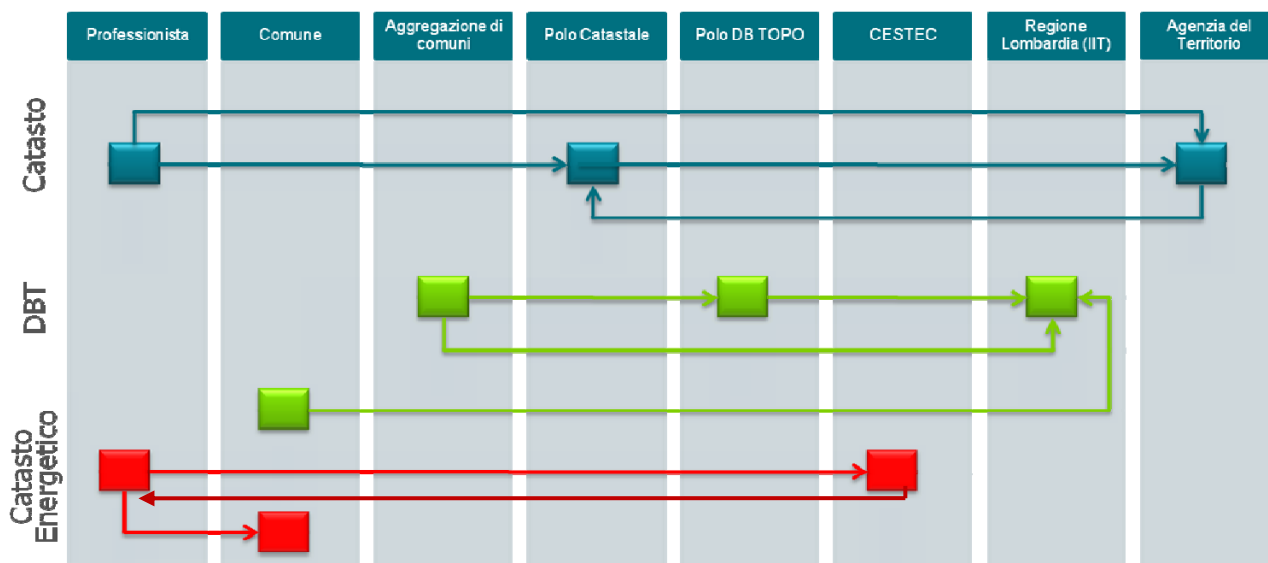 Professionista
Comune
Aggregazione di
comuni
Polo Catastale
Polo DB TOPO
CESTEC
Regione
Lombardia (IIT)
Agenzia del
Territorio
Catasto
DBT
Catasto
Energetico